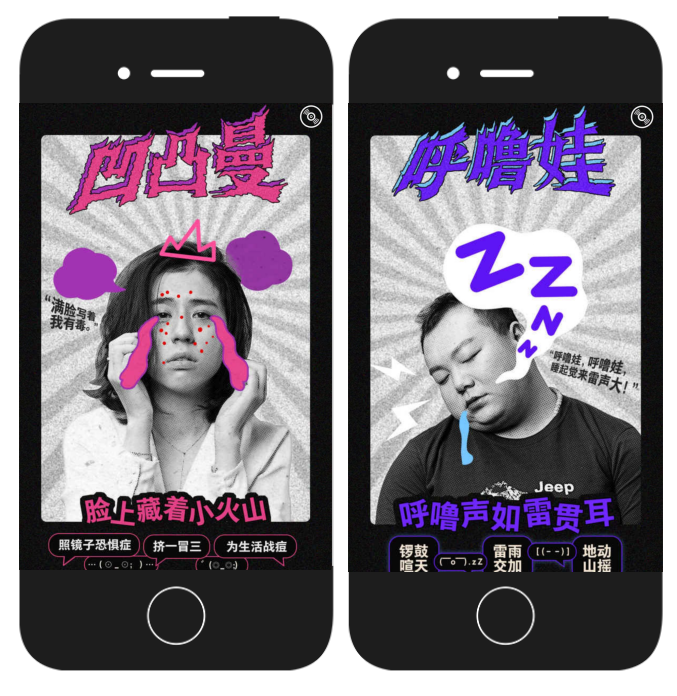 凹凸曼
“满脸写着
我有毒。”
脸上藏着小火山
照镜子恐惧症
挤一冒三
为生活战痘
呼噜娃
ZZZZ
“呼噜娃，呼噜娃，
睡起觉来雷声大！”
Jeep
呼噜声如雷贯耳
锣鼓
喧天
(￣o￣).zZ
雷雨
交加
[(--)]
地动
山摇